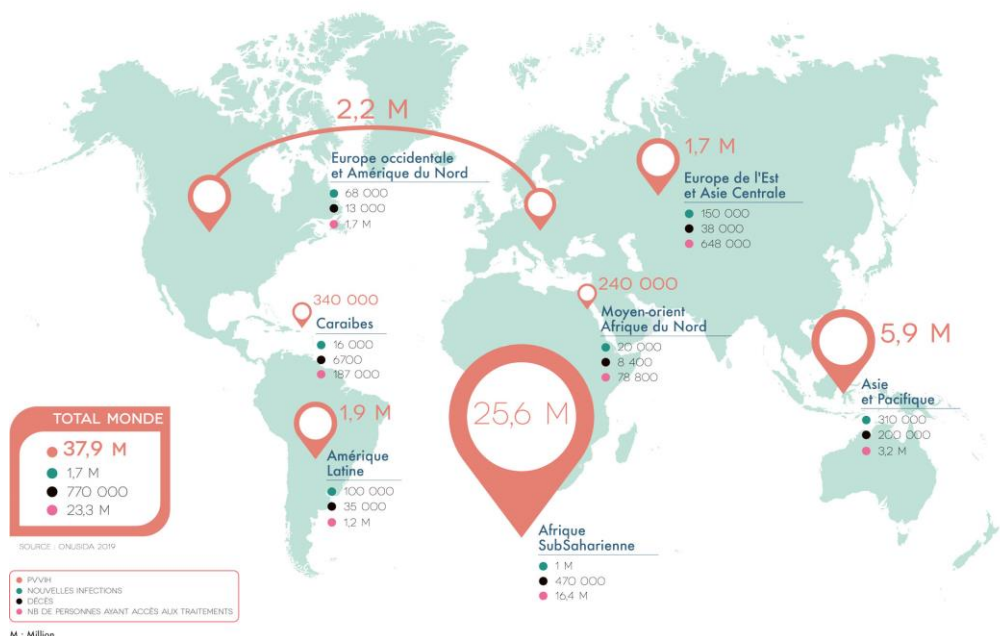 2,2 M
Europe occidentale
et Amérique du Nord
68 000
13 000
1,7 M
1,7 M
Europe de l'Est
et Asie Centrale
150 000
38 000
648 000
340 000
Caraibes
16 000
6700
187 000
240 000
Moyen-orient
Afrique du Nord
20 000
8 400
78 800
5,9 M
Asie
et Pacifique
310 000
200 000
3,2 M
25,6 M
Afrique
SubSaharienne
1 M
470 000
16,4 M
1,9 M
Amérique
Latine
100 000
35 000
1,2 M
TOTAL MONDE
37,9 M
1,7 M
770 000
23,3 M
SOURCE : ONUSIDA 2019
PVVIH
NOUVELLES INFECTIONS
DÉCÈS
NB DE PERSONNES AYANT ACCÈS AUX TRAITEMENTS
M : Million